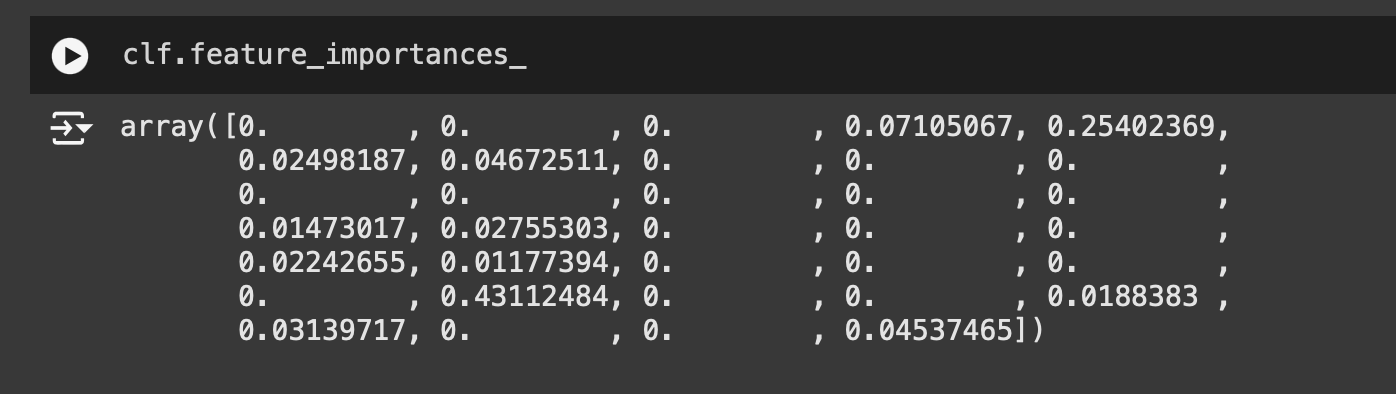 clf.feature_importances_
array([0.        , 0.        , 0.        , 0.07105067, 0.25402369,
       0.02498187, 0.04672511, 0.        , 0.        , 0.        ,
       0.        , 0.        , 0.        , 0.        , 0.        ,
       0.01473017, 0.02755303, 0.        , 0.        , 0.        ,
       0.02242655, 0.01177394, 0.        , 0.        , 0.        ,
       0.        , 0.43112484, 0.        , 0.        , 0.0188383 ,
       0.03139717, 0.        , 0.        , 0.04537465])